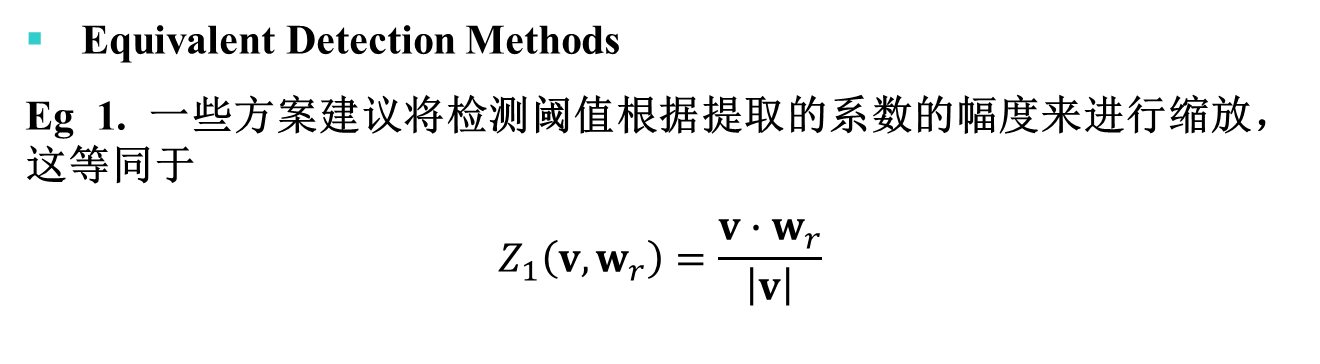 ▪ Equivalent Detection Methods
Eg 1. 一些方案建议将检测阈值根据提取的系数的幅度来进行缩放，
这等同于
Z₁(v, wᵣ) = (v · wᵣ) / |v|